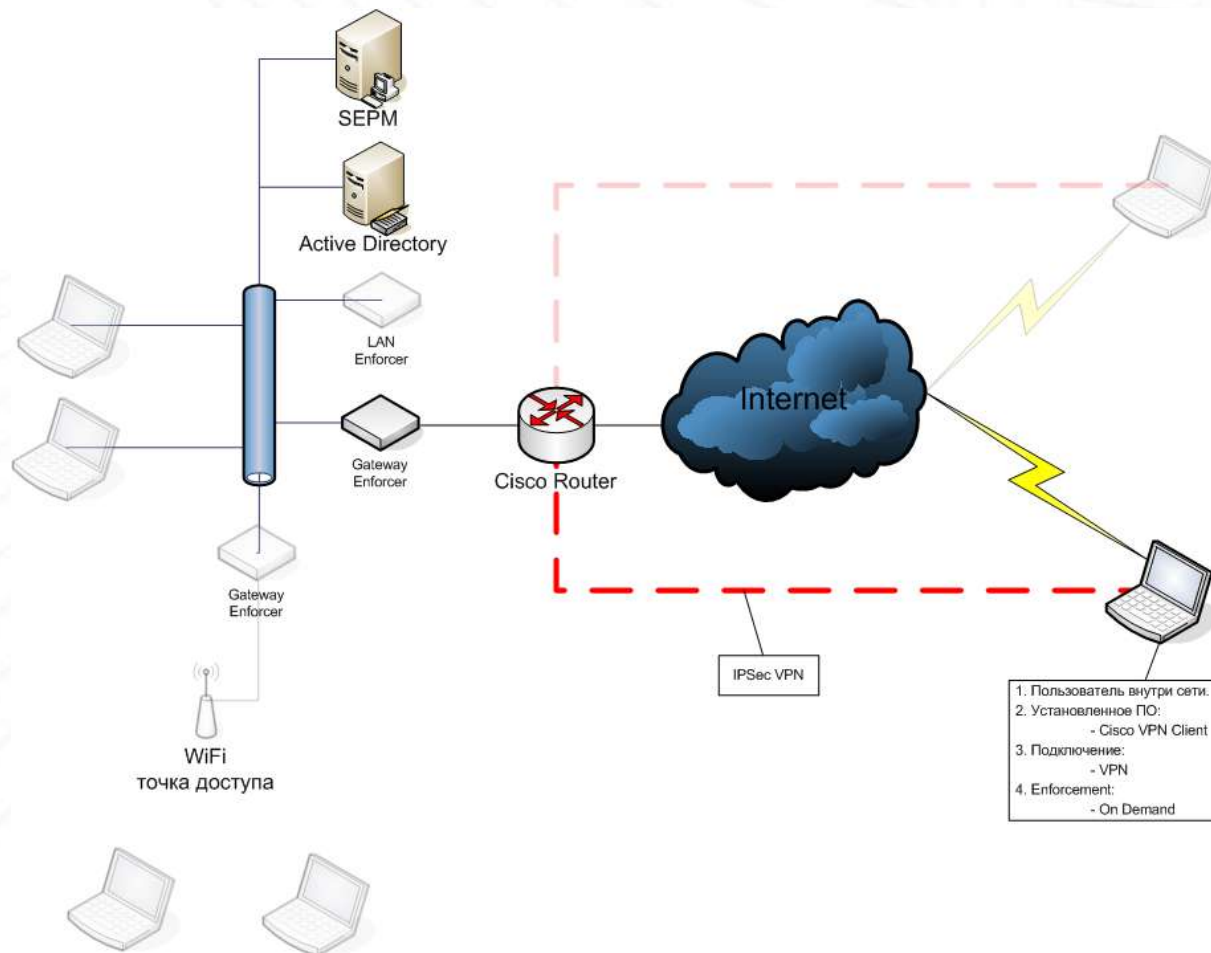 SEPM
Active Directory
LAN
Enforcer
Gateway
Enforcer
Cisco Router
Internet
Gateway
Enforcer
IPSec VPN
WiFi
точка доступа
1. Пользователь внутри сети.
2. Установленное ПО:
- Cisco VPN Client
3. Подключение:
- VPN
4. Enforcement:
- On Demand